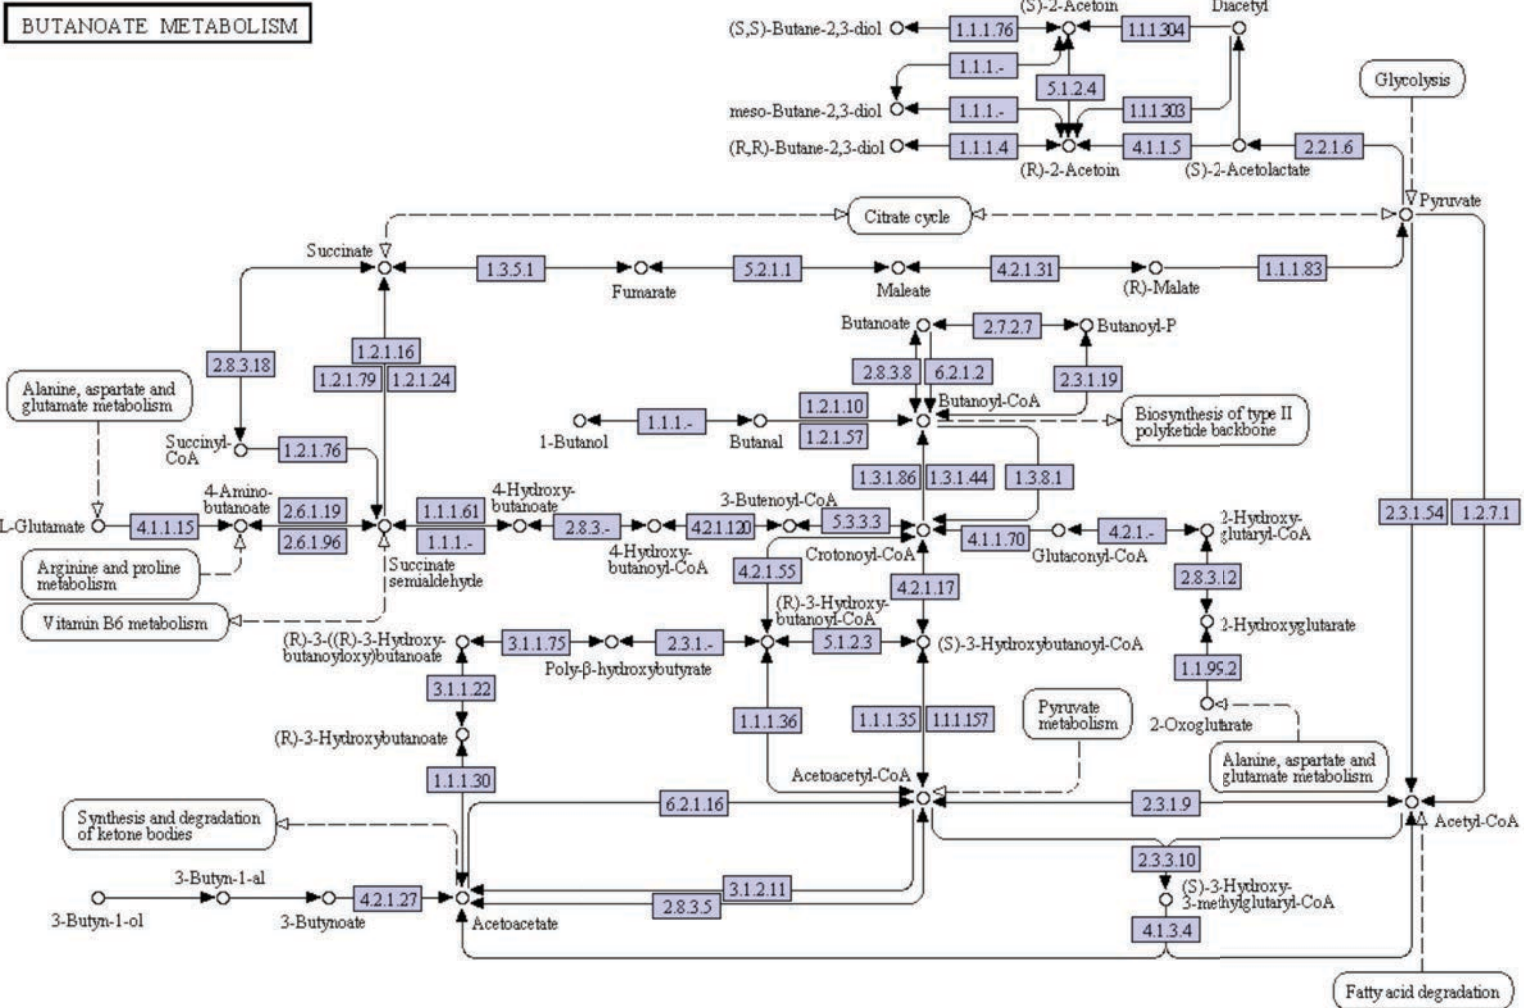 BUTANOATE METABOLISM
(S)-2-Acetoin
Diacetyl
(S,S)-Butane-2,3-diol
1.1.1.76
1.1.1.304
1.1.1.-
5.1.2.4
Glycolysis
meso-Butane-2,3-diol
1.1.1.-
1.1.1.303
(R,R)-Butane-2,3-diol
1.1.1.4
4.1.1.5
2.2.1.6
(R)-2-Acetoin
(S)-2-Acetolactate
Pyruvate
Citrate cycle
Succinate
1.3.5.1
5.2.1.1
4.2.1.31
1.1.1.83
Fumarate
Maleate
(R)-Malate
Butanoate
2.7.2.7
Butanoyl-P
2.8.3.18
1.2.1.16
1.2.1.79
1.2.1.24
2.8.3.8
6.2.1.2
2.3.1.19
Alanine, aspartate and
glutamate metabolism
Butanoyl-CoA
1.1.1.-
1.2.1.10
1.2.1.57
Biosynthesis of type II
polyketide backbone
1-Butanol
Butanal
Succinyl-
CoA
1.2.1.76
1.3.1.86
1.3.1.44
1.3.8.1
4-Amino-
butanoate
4-Hydroxy-
butanoate
3-Butenoyl-CoA
L-Glutamate
4.1.1.15
2.6.1.19
2.6.1.96
1.1.1.61
1.1.1.-
2.8.3.-
4.2.1.120
5.3.3.3
2.3.1.54
1.2.7.1
2-Hydroxy-
glutaryl-CoA
4.1.1.70
4.2.1.-
Crotonoyl-CoA
Glutaconyl-CoA
4-Hydroxy-
butanoyl-CoA
Arginine and proline
metabolism
Succinate
semialdehyde
4.2.1.55
4.2.1.17
2.8.3.12
Vitamin B6 metabolism
(R)-3-Hydroxy-
butanoyl-CoA
2-Hydroxyglutarate
(R)-3-((R)-3-Hydroxy-
butanoyloxy)butanoate
3.1.1.75
2.3.1.-
5.1.2.3
(S)-3-Hydroxybutanoyl-CoA
Poly-β-hydroxybutyrate
1.1.99.2
3.1.1.22
1.1.1.36
1.1.1.35
1.1.1.157
Pyruvate
metabolism
2-Oxoglutarate
(R)-3-Hydroxybutanoate
Alanine, aspartate and
glutamate metabolism
1.1.1.30
Acetoacetyl-CoA
6.2.1.16
2.3.1.9
Acetyl-CoA
Synthesis and degradation
of ketone bodies
2.3.3.10
3-Butyn-1-al
3.1.2.11
2.8.3.5
(S)-3-Hydroxy-
3-methylglutaryl-CoA
4.2.1.27
3-Butyn-1-ol
3-Butynoate
Acetoacetate
4.1.3.4
Fatty acid degradation